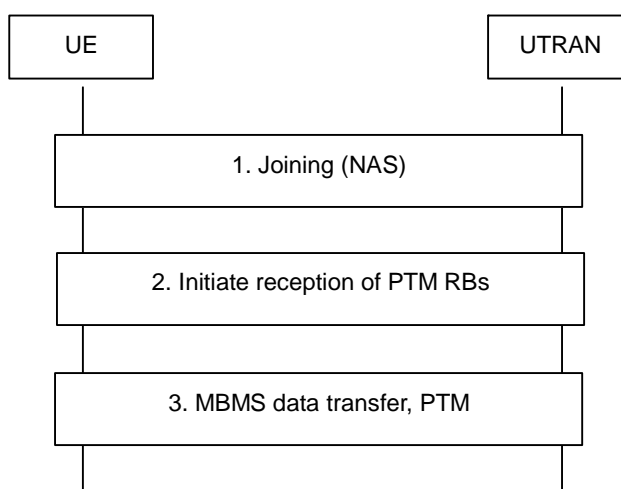 UE
UTRAN
1. Joining (NAS)
2. Initiate reception of PTM RBs
3. MBMS data transfer, PTM